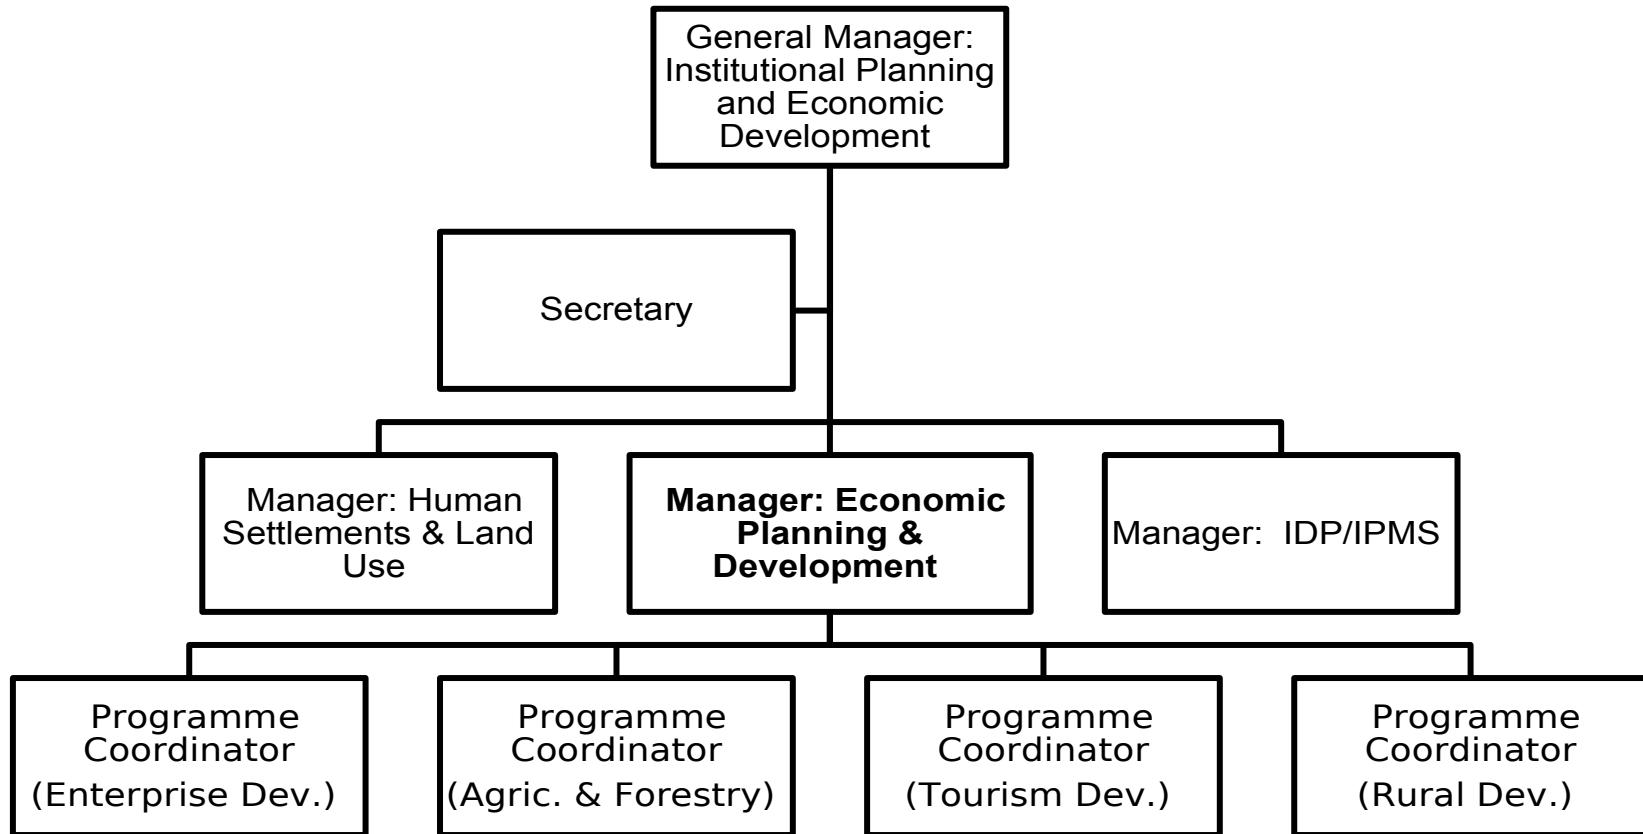 General Manager:
Institutional Planning
and Economic
Development
Secretary
Manager: Human
Settlements & Land
Use
Manager: Economic
Planning &
Development
Manager:  IDP/IPMS
Programme
Coordinator
(Enterprise Dev.)
Programme
Coordinator
(Agric. & Forestry)
Programme
Coordinator
(Tourism Dev.)
Programme
Coordinator
(Rural Dev.)